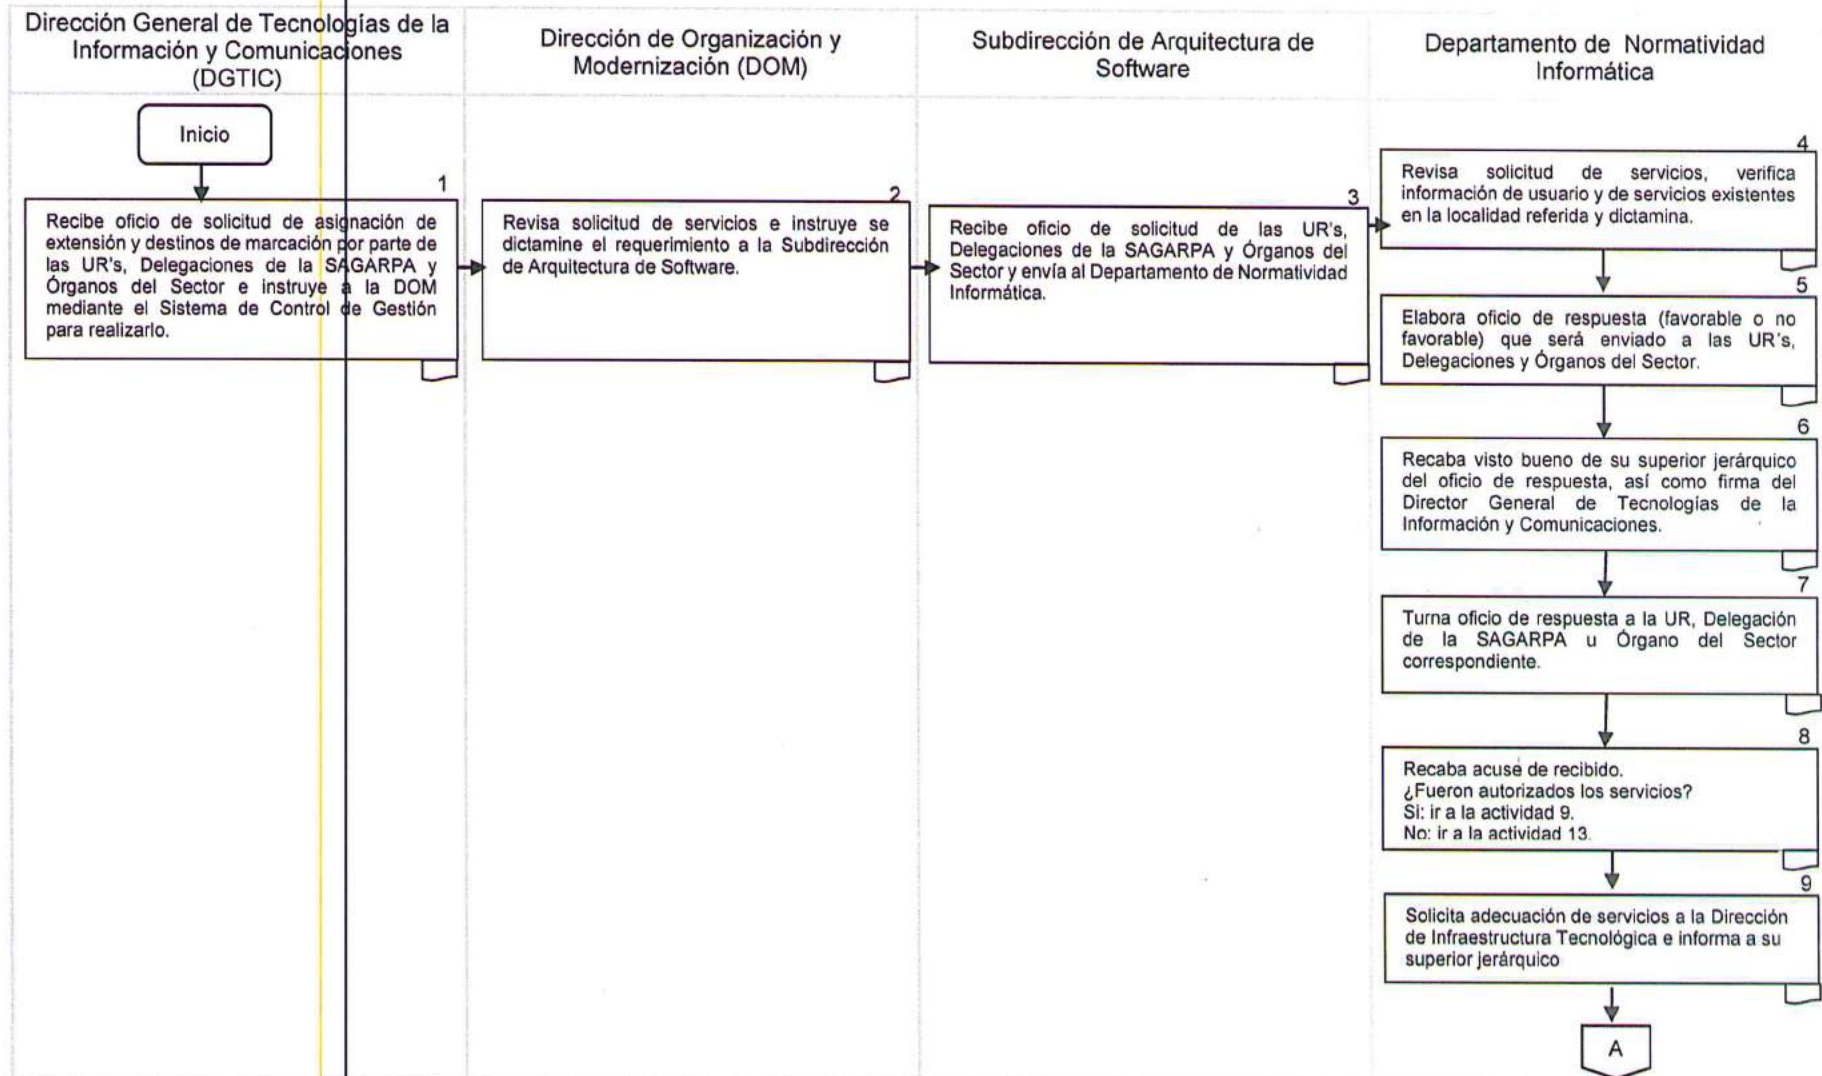 Dirección General de Tecnologías de la
Información y Comunicaciones
(DGTIC)
Dirección de Organización y
Modernización (DOM)
Subdirección de Arquitectura de
Software
Departamento de Normatividad
Informática
Inicio
1
Recibe oficio de solicitud de asignación de
extensión y destinos de marcación por parte de
las UR's, Delegaciones de la SAGARPA y
Órganos del Sector e instruye a la DOM
mediante el Sistema de Control de Gestión
para realizarlo.
2
Revisa solicitud de servicios e instruye se
dictamine el requerimiento a la Subdirección
de Arquitectura de Software.
3
Recibe oficio de solicitud de las UR's,
Delegaciones de la SAGARPA y Órganos del
Sector y envía al Departamento de Normatividad
Informática.
4
Revisa solicitud de servicios, verifica
información de usuario y de servicios existentes
en la localidad referida y dictamina.
5
Elabora oficio de respuesta (favorable o no
favorable) que será enviado a las UR's,
Delegaciones y Órganos del Sector.
6
Recaba visto bueno de su superior jerárquico
del oficio de respuesta, así como firma del
Director General de Tecnologías de la
Información y Comunicaciones.
7
Turna oficio de respuesta a la UR, Delegación
de la SAGARPA u Órgano del Sector
correspondiente.
8
Recaba acuse de recibido.
¿Fueron autorizados los servicios?
Si: ir a la actividad 9.
No: ir a la actividad 13.
9
Solicita adecuación de servicios a la Dirección
de Infraestructura Tecnológica e informa a su
superior jerárquico
A